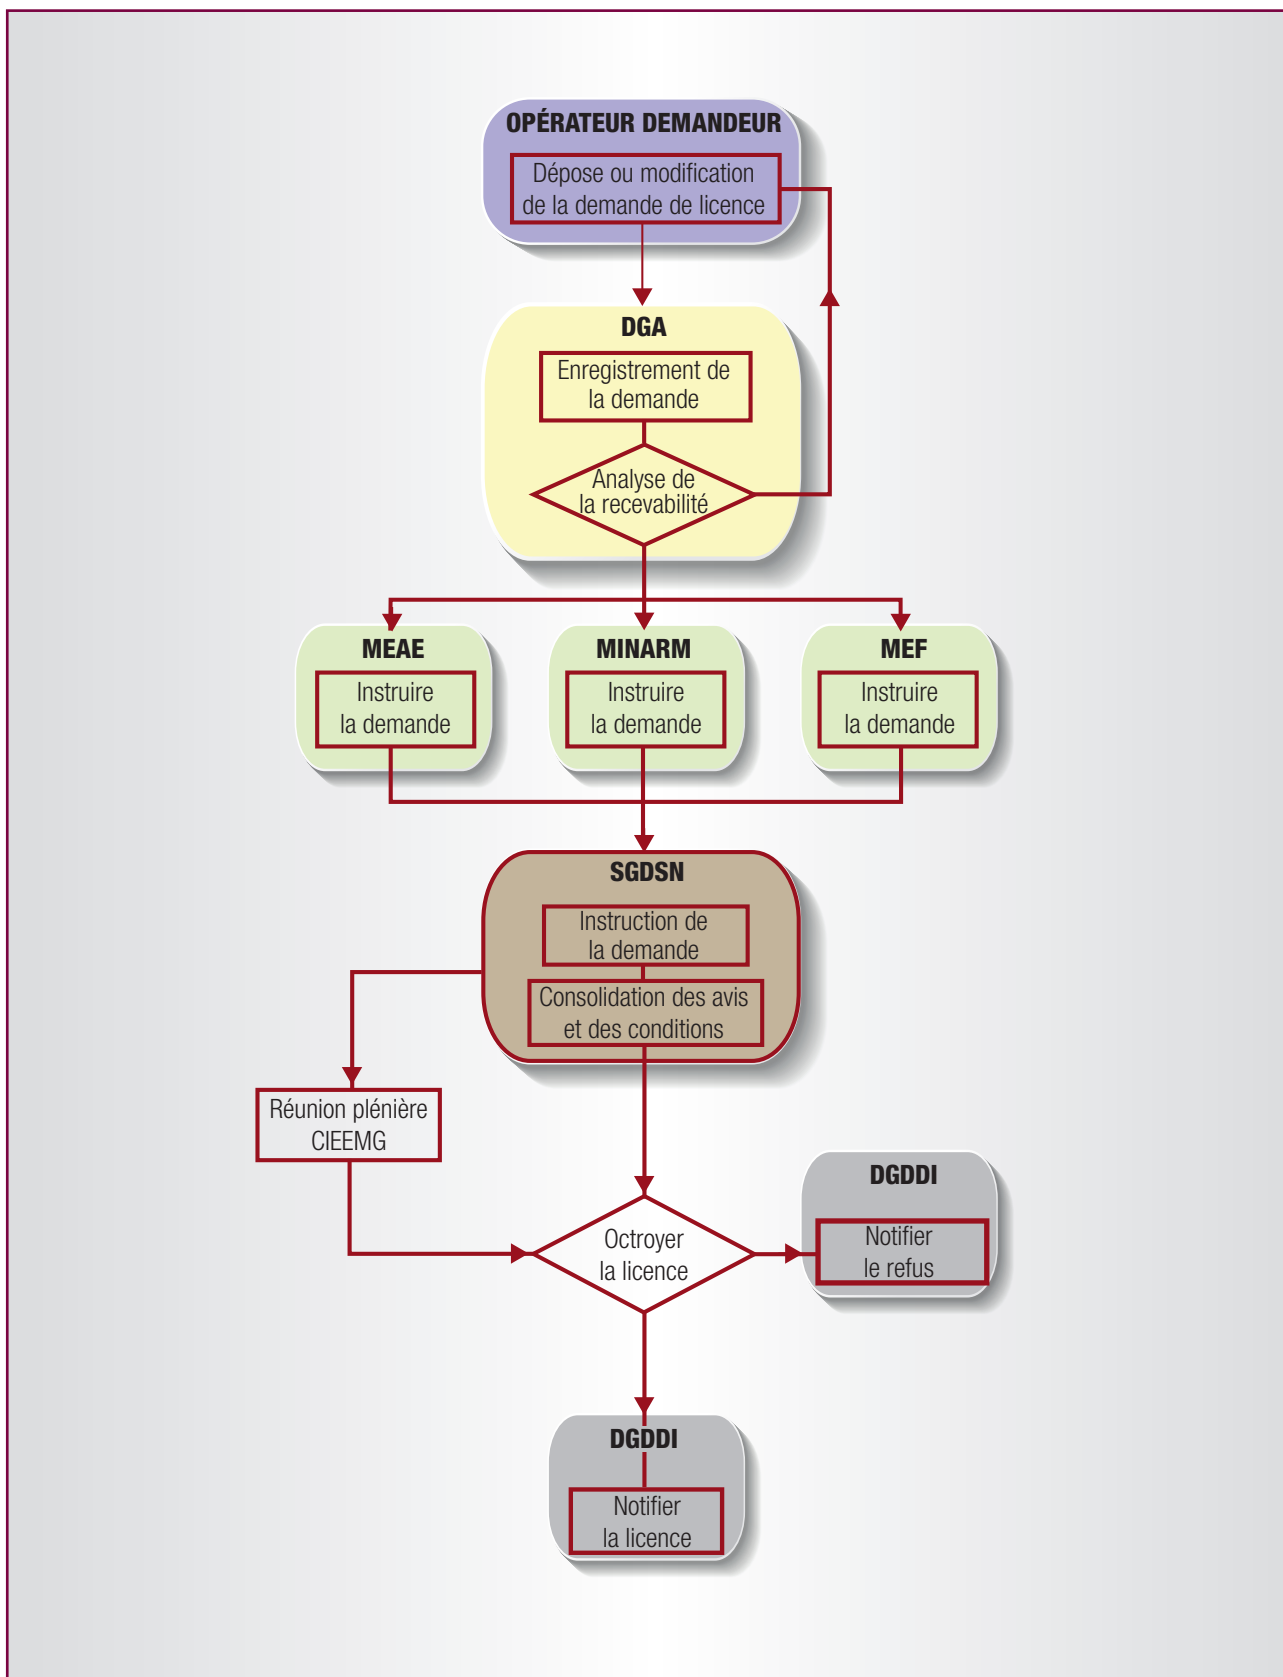 OPÉRATEUR DEMANDEUR
Dépose ou modification
de la demande de licence
DGA
Enregistrement de
la demande
Analyse de
la recevabilité
MEAE
Instruire
la demande
MINARM
Instruire
la demande
MEF
Instruire
la demande
SGDSN
Instruction de
la demande
Consolidation des avis
et des conditions
Réunion plénière
CIEEMG
Octroyer
la licence
DGDDI
Notifier
le refus
DGDDI
Notifier
la licence